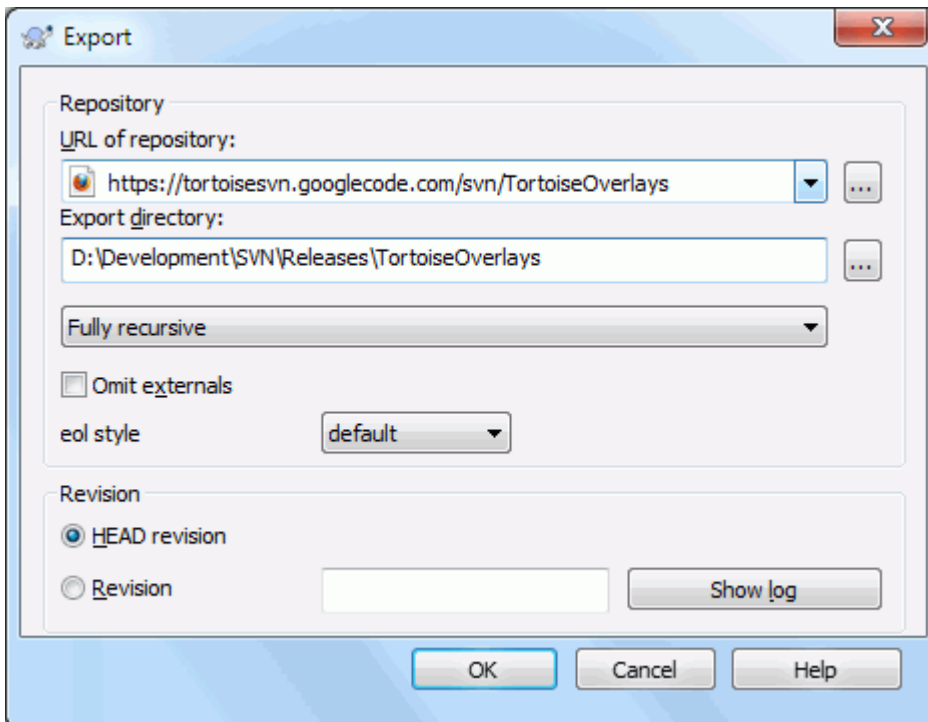 Export
Repository
URL of repository:
https://tortoisesvn.googlecode.com/svn/TortoiseOverlays
...
Export directory:
D:\Development\SVN\Releases\TortoiseOverlays
...
Fully recursive
Omit externals
eol style default
Revision
HEAD revision
Revision Show log
OK Cancel Help